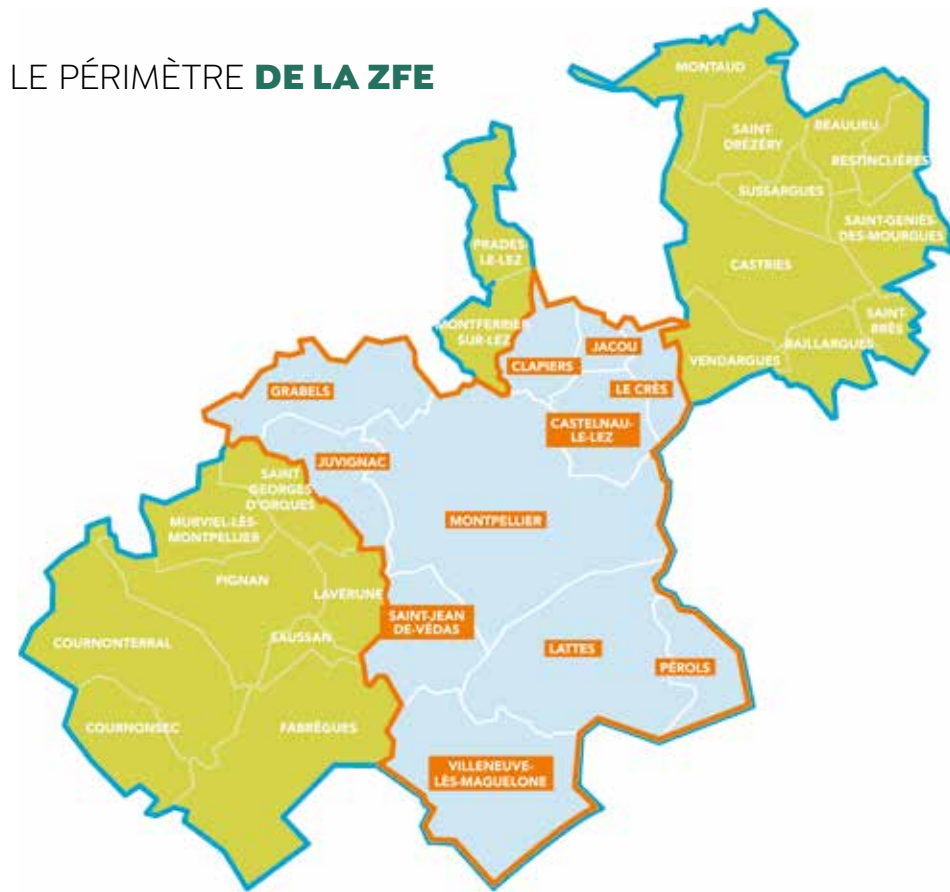 LE PÉRIMÈTRE DE LA ZFE
MONTAUD
SAINT-
DRÉZÉRY
BEAULIEU
RESTINCLIÈRES
SUSSARGUES
SAINT-GENIÈS-
DES-MOURGUES
CASTRIES
SAINT-
BRÈS
BAILLARGUES
VENDARGUES
PRADES-
LE-LEZ
MONTFERRIER-
SUR-LEZ
JACOU
CLAPIERS
LE CRÈS
CASTELNAU-
LE-LEZ
GRABELS
JUVIGNAC
SAINT
GEORGES
D'ORQUES
MURVIEL-LÈS-
MONTPELLIER
MONTPELLIER
PIGNAN
LAVÉRUNE
SAINT-JEAN
DE-VÉDAS
SAUSSAN
COURNONTERRAL
LATTES
PÉROLS
COURNONSEC
FABRÈGUES
VILLENEUVE-
LÈS-MAGUELONE